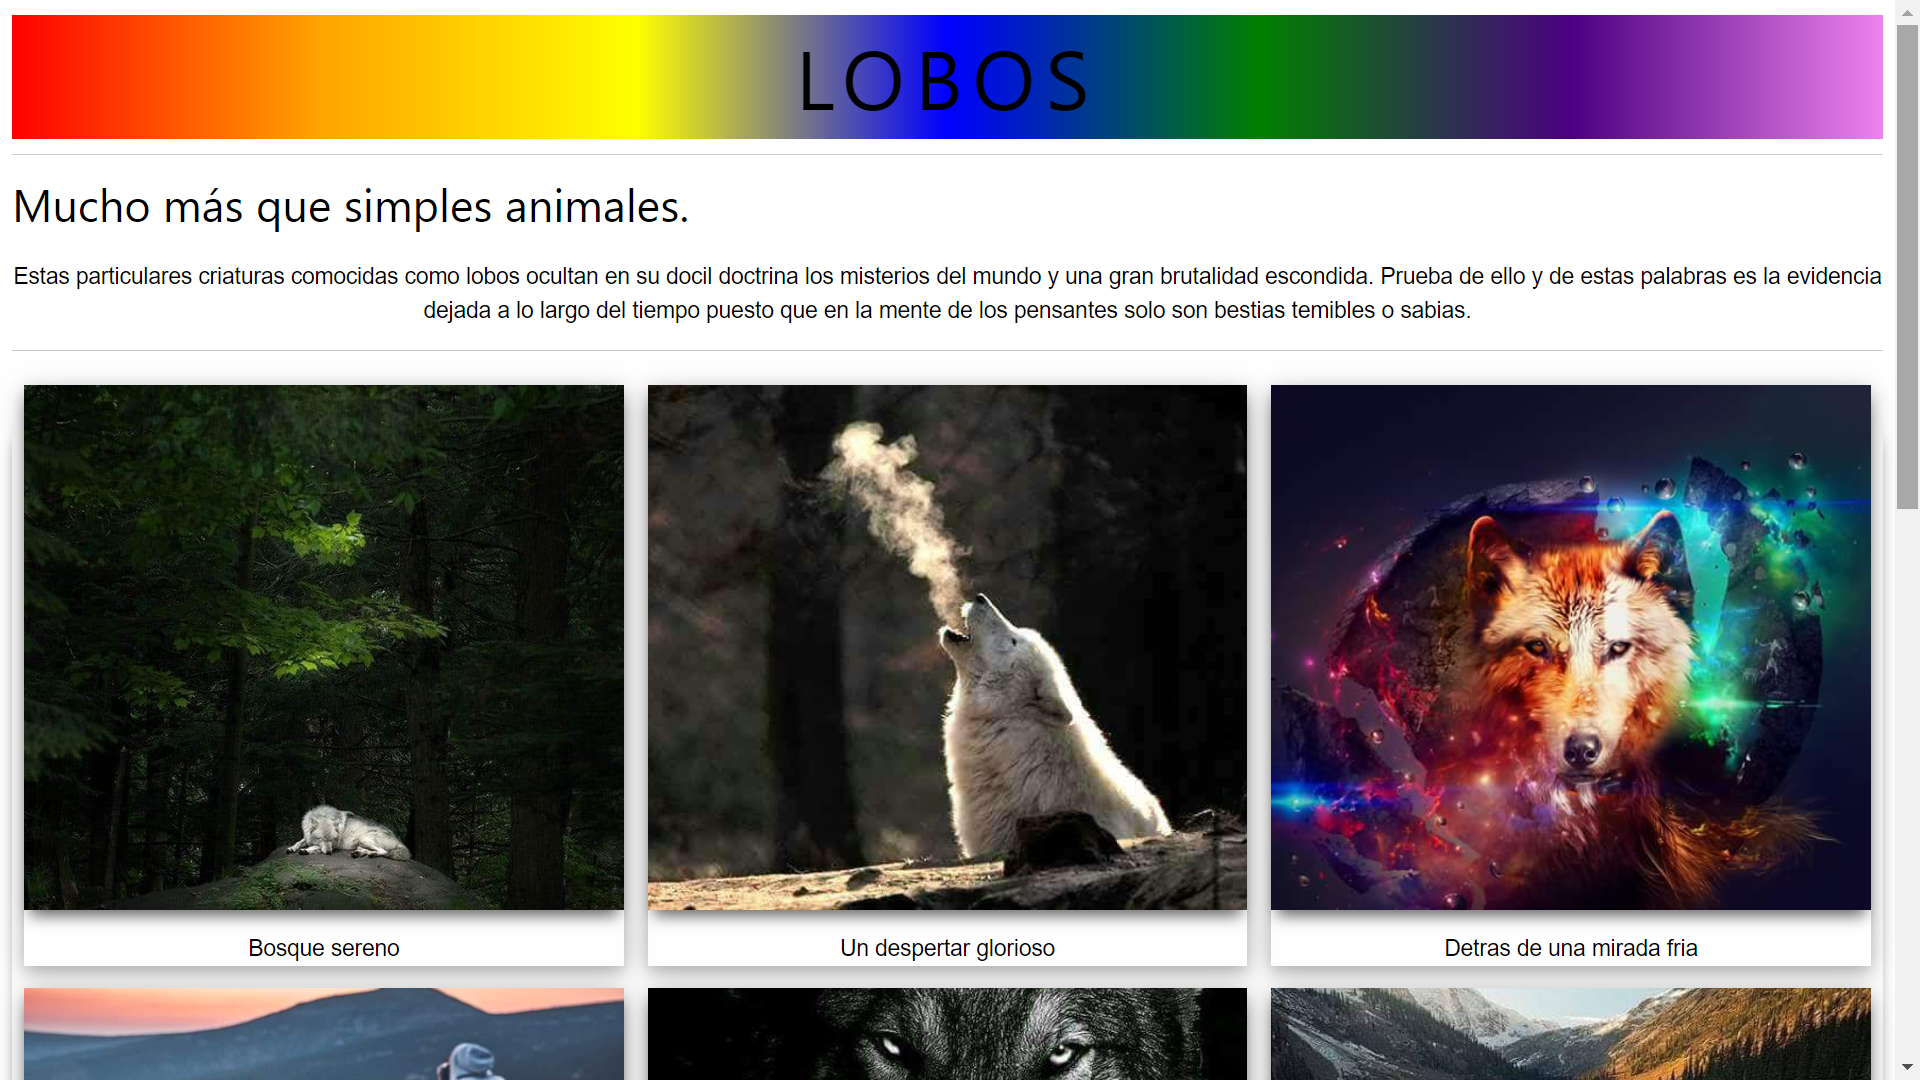 LOBOS
Mucho más que simples animales.
Estas particulares criaturas comocidas como lobos ocultan en su docil doctrina los misterios del mundo y una gran brutalidad escondida. Prueba de ello y de estas palabras es la evidencia
dejada a lo largo del tiempo puesto que en la mente de los pensantes solo son bestias temibles o sabias.
Bosque sereno
Un despertar glorioso
Detras de una mirada fria